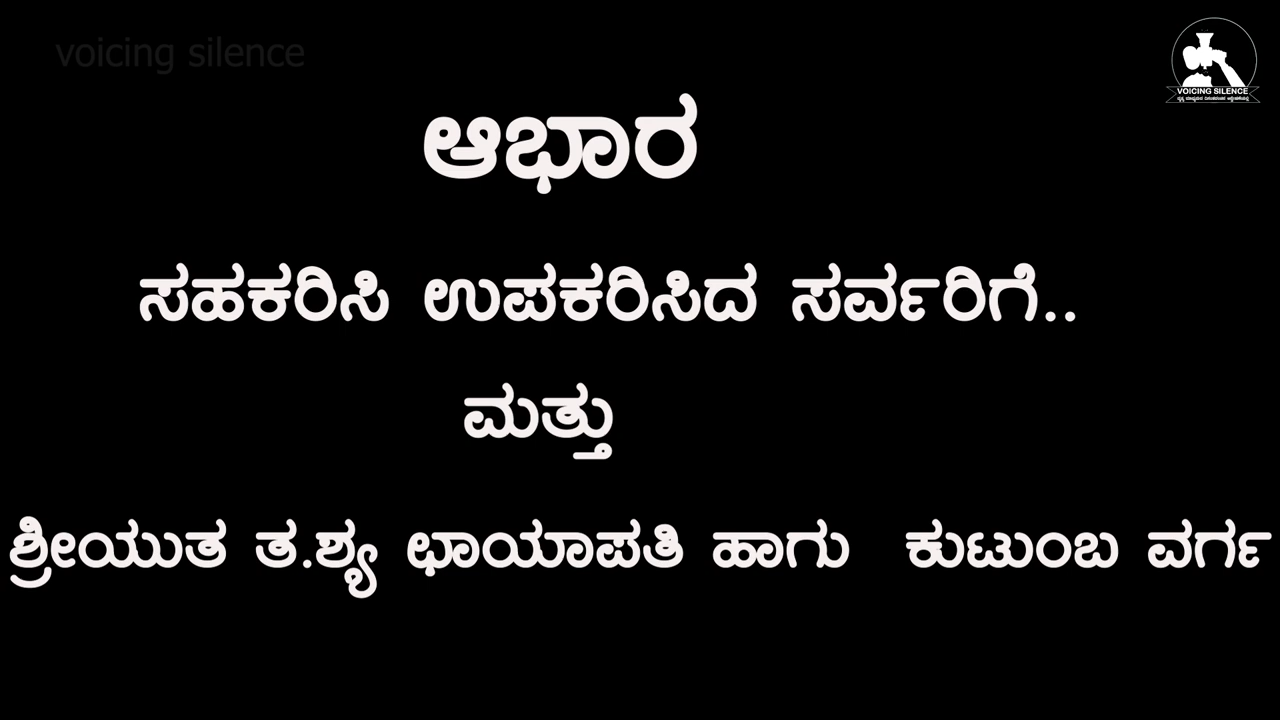 voicing silence
VOICING SILENCE
ಆಭಾರ
ಸಹಕರಿಸಿ ಉಪಕರಿಸಿದ ಸರ್ವರಿಗೆ..
ಮತ್ತು
ಶ್ರೀಯುತ ತ.ಶ್ಯ ಛಾಯಾಪತಿ ಹಾಗು ಕುಟುಂಬ ವರ್ಗ